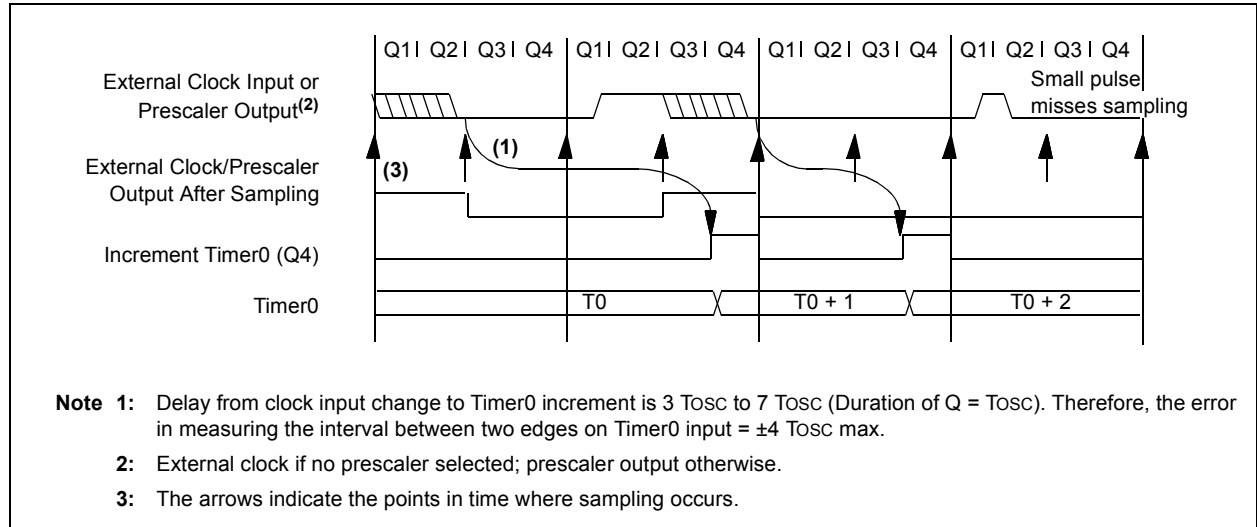 Q1 Q2 Q3 Q4 Q1 Q2 Q3 Q4 Q1 Q2 Q3 Q4 Q1 Q2 Q3 Q4
External Clock Input or
Prescaler Output(2)
Small pulse
misses sampling
(1)
External Clock/Prescaler
Output After Sampling
(3)
Increment Timer0 (Q4)
Timer0
T0 T0 + 1 T0 + 2
Note 1: Delay from clock input change to Timer0 increment is 3 TOSC to 7 TOSC (Duration of Q = TOSC). Therefore, the error
in measuring the interval between two edges on Timer0 input = ±4 TOSC max.
2: External clock if no prescaler selected; prescaler output otherwise.
3: The arrows indicate the points in time where sampling occurs.